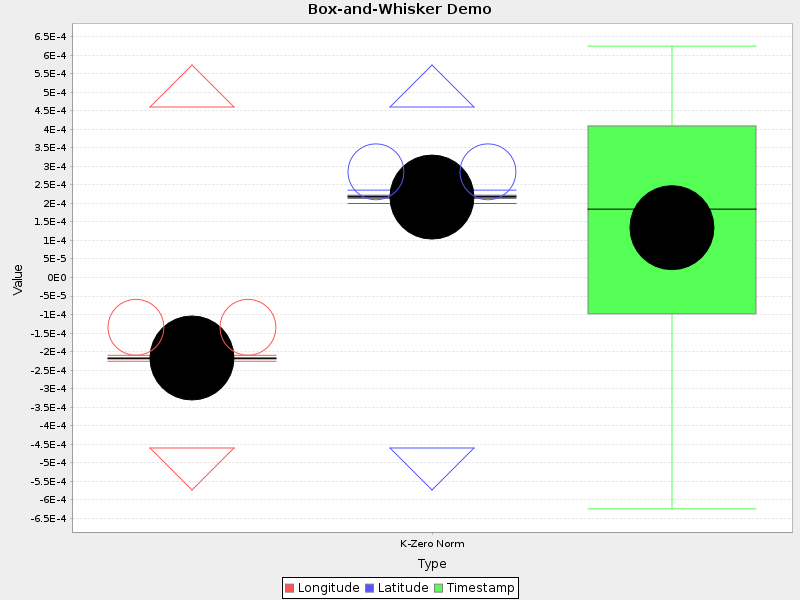 Box-and-Whisker Demo
6.5E-4
6E-4
5.5E-4
5E-4
4.5E-4
4E-4
3.5E-4
3E-4
2.5E-4
2E-4
1.5E-4
1E-4
5E-5
0E0
-5E-5
-1E-4
-1.5E-4
-2E-4
-2.5E-4
-3E-4
-3.5E-4
-4E-4
-4.5E-4
-5E-4
-5.5E-4
-6E-4
-6.5E-4
Value
K-Zero Norm
Type
Longitude Latitude Timestamp